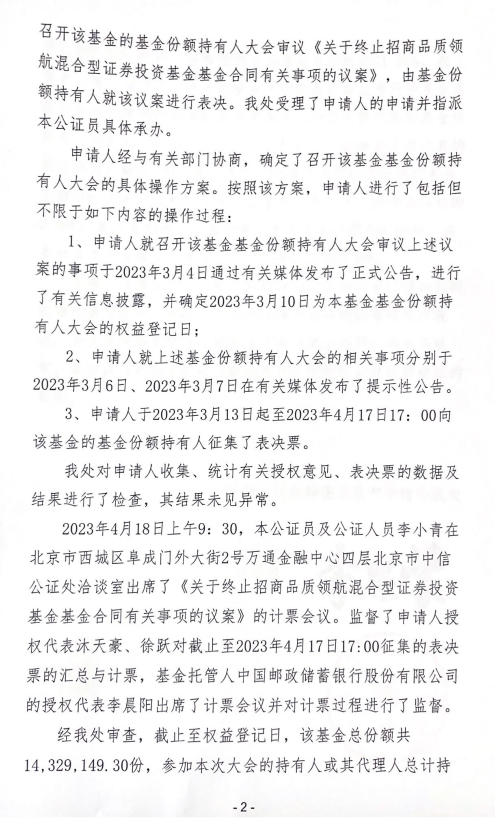 召开该基金的基金份额持有人大会审议《关于终止招商品质领
航混合型证券投资基金基金合同有关事项的议案》，由基金份
额持有人就该议案进行表决。我处受理了申请人的申请并指派
本公证员具体承办。
申请人经与有关部门协商，确定了召开该基金基金份额持
有人大会的具体操作方案。按照该方案，申请人进行了包括但
不限于如下内容的操作过程：
1、申请人就召开该基金基金份额持有人大会审议上述议
案的事项于2023年3月4日通过有关媒体发布了正式公告，进行
了有关信息披露，并确定2023年3月10日为本基金基金份额持
有人大会的权益登记日；
2、申请人就上述基金份额持有人大会的相关事项分别于
2023年3月6日、2023年3月7日在有关媒体发布了提示性公告。
3、申请人于2023年3月13日起至2023年4月17日17：00向
该基金的基金份额持有人征集了表决票。
我处对申请人收集、统计有关授权意见、表决票的数据及
结果进行了检查，其结果未见异常。
2023年4月18日上午9：30，本公证员及公证人员李小青在
北京市西城区阜成门外大街2号万通金融中心四层北京市中信
公证处洽谈室出席了《关于终止招商品质领航混合型证券投资
基金基金合同有关事项的议案》的计票会议。监督了申请人授
权代表沐天豪、徐跃对截止至2023年4月17日17:00征集的表决
票的汇总与计票，基金托管人中国邮政储蓄银行股份有限公司
的授权代表李晨阳出席了计票会议并对计票过程进行了监督。
经我处审查，截止至权益登记日，该基金总份额共
14,329,149.30份，参加本次大会的持有人或其代理人总计持
-2-